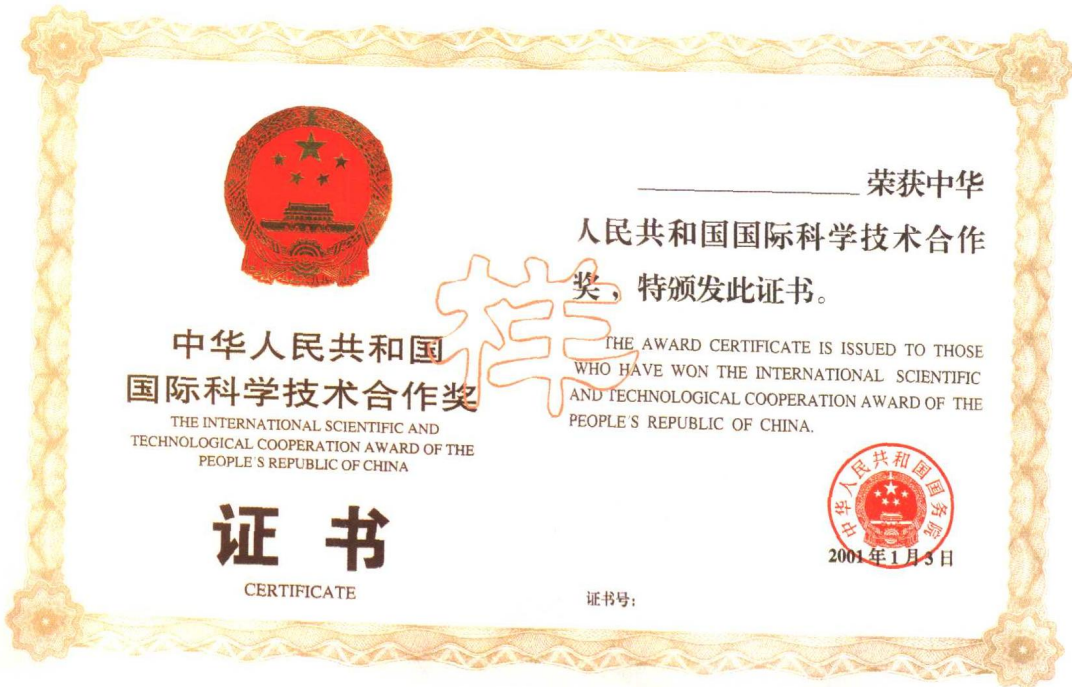 中华人民共和国
国际科学技术合作奖
THE INTERNATIONAL SCIENTIFIC AND
TECHNOLOGICAL COOPERATION AWARD OF THE
PEOPLE'S REPUBLIC OF CHINA
证书
CERTIFICATE
荣获中华
人民共和国国际科学技术合作
奖，特颁发此证书。
THE AWARD CERTIFICATE IS ISSUED TO THOSE
WHO HAVE WON THE INTERNATIONAL SCIENTIFIC
AND TECHNOLOGICAL COOPERATION AWARD OF THE
PEOPLE'S REPUBLIC OF CHINA.
中华人民共和国国务院
2001年1月3日
证书号:
样